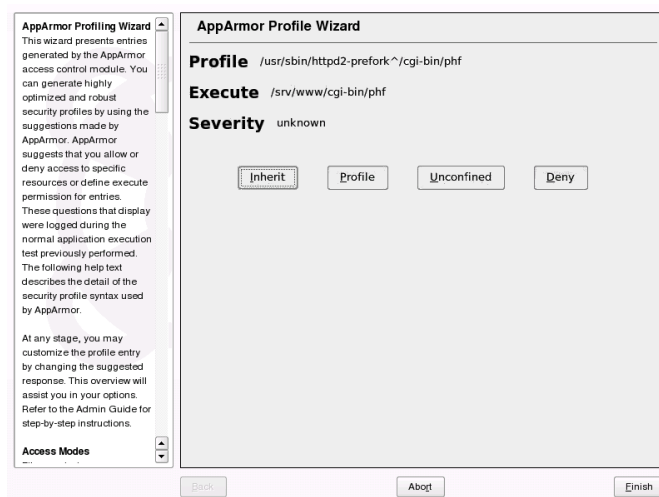 AppArmor Profiling Wizard
This wizard presents entries
generated by the AppArmor
access control module. You
can generate highly
optimized and robust
security profiles by using the
suggestions made by
AppArmor. AppArmor
suggests that you allow or
deny access to specific
resources or define execute
permission for entries.
These questions that display
were logged during the
normal application execution
test previously performed.
The following help text
describes the detail of the
security profile syntax used
by AppArmor.
At any stage, you may
customize the profile entry
by changing the suggested
response. This overview will
assist you in your options.
Refer to the Admin Guide for
step-by-step instructions.
Access Modes
AppArmor Profile Wizard
Profile /usr/sbin/httpd2-prefork^/cgi-bin/phf
Execute /srv/www/cgi-bin/phf
Severity unknown
Inherit Profile Unconfined Deny
Back Abort Finish